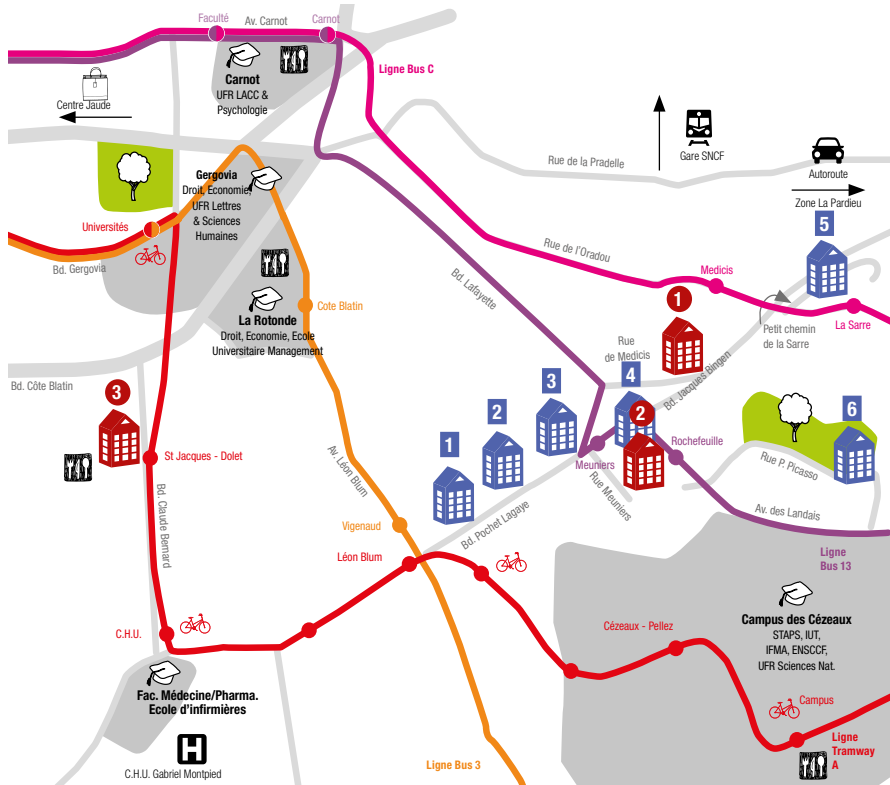 Faculté
Av. Carnot
Carnot
Ligne Bus C
Carnot
UFR LACC &
Psychologie
Centre Jaude
Rue de la Pradelle
Gare SNCF
Autoroute
Zone La Pardieu
Gergovia
Droit, Economie,
UFR Lettres
& Sciences
Humaines
Universités
Bd. Gergovia
Rue de l'Oradou
Bd. Lafayette
Medicis
5
La Sarre
Petit chemin
de la Sarre
Cote Blatin
La Rotonde
Droit, Economie, Ecole
Universitaire Management
Bd. Côte Blatin
1
Rue
de Medicis
Bd. Jacques Bingen
3
St Jacques - Dolet
Bd. Claude Bernard
Av. Léon Blum
1
2
3
4
2
Meuniers
Rue Meuniers
Rochefeuille
6
Rue P. Picasso
Av. des Landais
Ligne
Bus 13
Vigenaud
Bd. Pochet Lagaye
Léon Blum
C.H.U.
Cézeaux - Pellez
Campus des Cézeaux
STAPS, IUT,
IFMA, ENSCCF,
UFR Sciences Nat.
Campus
Ligne
Tramway
A
Fac. Médecine/Pharma.
Ecole d'infirmières
H
C.H.U. Gabriel Montpied
Ligne Bus 3